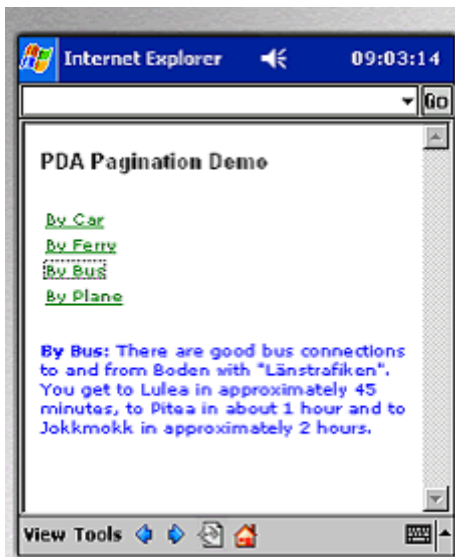 Internet Explorer 09:03:14
Go
PDA Pagination Demo
By Car
By Ferry
By Bus
By Plane
By Bus: There are good bus connections
to and from Boden with "Länstrafiken".
You get to Lulea in approximately 45
minutes, to Pitea in about 1 hour and to
Jokkmokk in approximately 2 hours.
View Tools